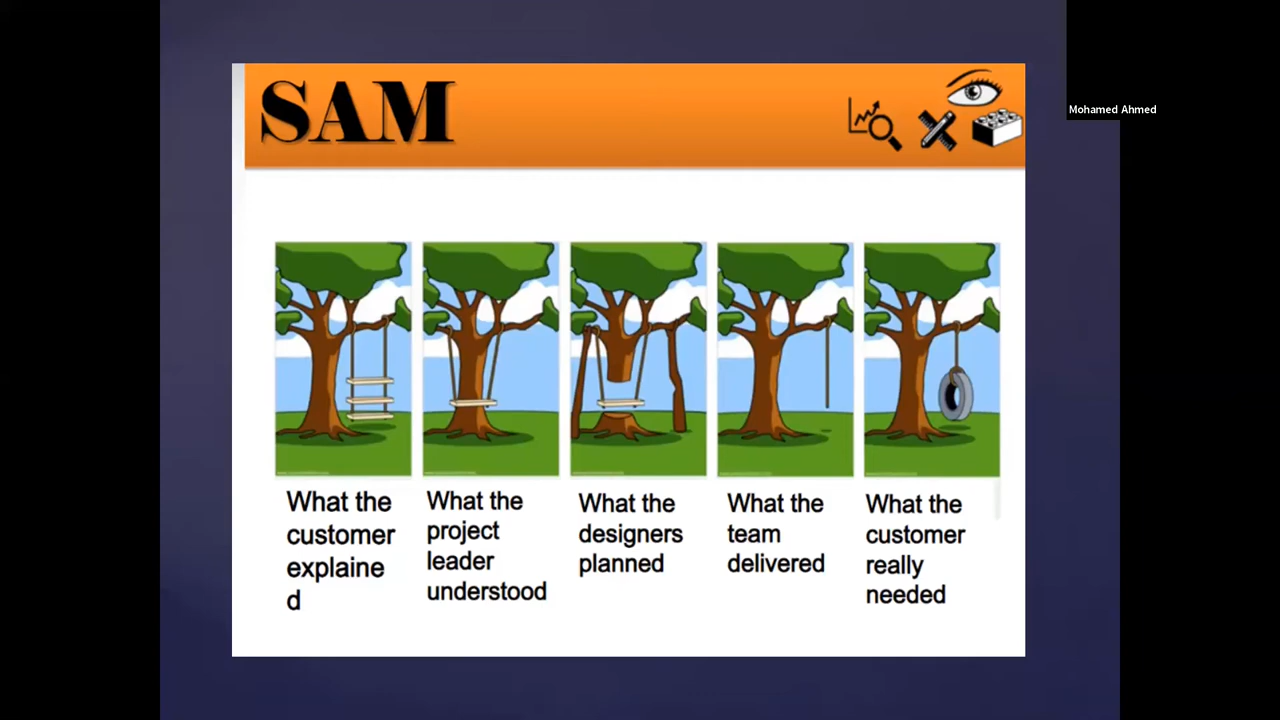 SAM
Mohamed Ahmed
What the
customer
explaine
d
What the
project
leader
understood
What the
designers
planned
What the
team
delivered
What the
customer
really
needed